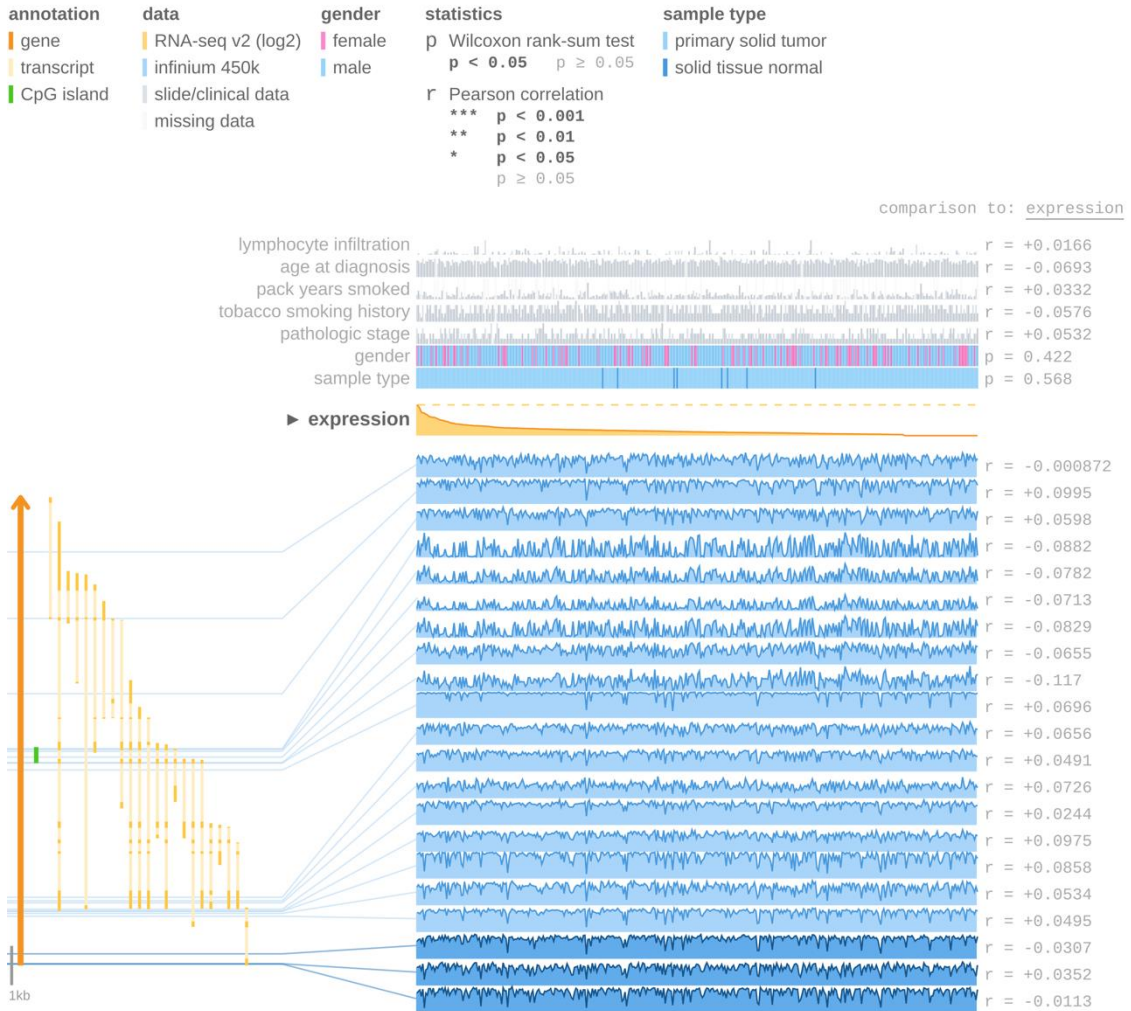 annotation
gene
transcript
CpG island
data
RNA-seq v2 (log2)
infinium 450k
slide/clinical data
missing data
gender
female
male
statistics
p Wilcoxon rank-sum test
p < 0.05 p ≥ 0.05
r Pearson correlation
*** p < 0.001
** p < 0.01
* p < 0.05
p ≥ 0.05
sample type
primary solid tumor
solid tissue normal
comparison to: expression
lymphocyte infiltration r = +0.0166
age at diagnosis r = -0.0693
pack years smoked r = +0.0332
tobacco smoking history r = -0.0576
pathologic stage r = +0.0532
gender p = 0.422
sample type p = 0.568
► expression
r = -0.000872
r = +0.0995
r = +0.0598
r = -0.0882
r = -0.0782
r = -0.0713
r = -0.0829
r = -0.0655
r = -0.117
r = +0.0696
r = +0.0656
r = +0.0491
r = +0.0726
r = +0.0244
r = +0.0975
r = +0.0858
r = +0.0534
r = +0.0495
r = -0.0307
r = +0.0352
r = -0.0113
1kb